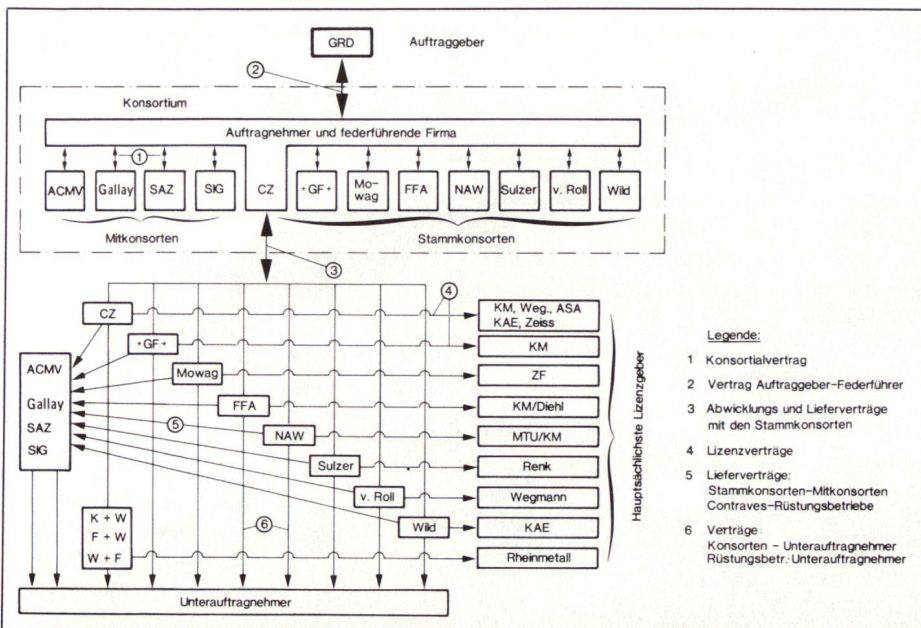 GRD
Auftraggeber
2
Konsortium
Auftragnehmer und federführende Firma
1
ACMV
Gallay
SAZ
SIG
CZ
+GF+
Mo-
wag
FFA
NAW
Sulzer
v. Roll
Wild
Mitkonsorten
Stammkonsorten
3
4
CZ
KM, Weg., ASA
KAE, Zeiss
+GF+
KM
Mowag
ZF
FFA
KM/Diehl
NAW
MTU/KM
Sulzer
Renk
v. Roll
Wegmann
Wild
KAE
Rheinmetall
ACMV
Gallay
SAZ
SIG
5
6
K + W
F + W
W + F
Unterauftragnehmer
Hauptsächlichste Lizenzgeber
Legende:
1 Konsortialvertrag
2 Vertrag Auftraggeber-Federführer
3 Abwicklungs und Lieferverträge
mit den Stammkonsorten
4 Lizenzverträge
5 Lieferverträge:
Stammkonsorten-Mitkonsorten
Contraves-Rüstungsbetriebe
6 Verträge:
Konsorten - Unterauftragnehmer
Rüstungsbetr.-Unterauftragnehmer